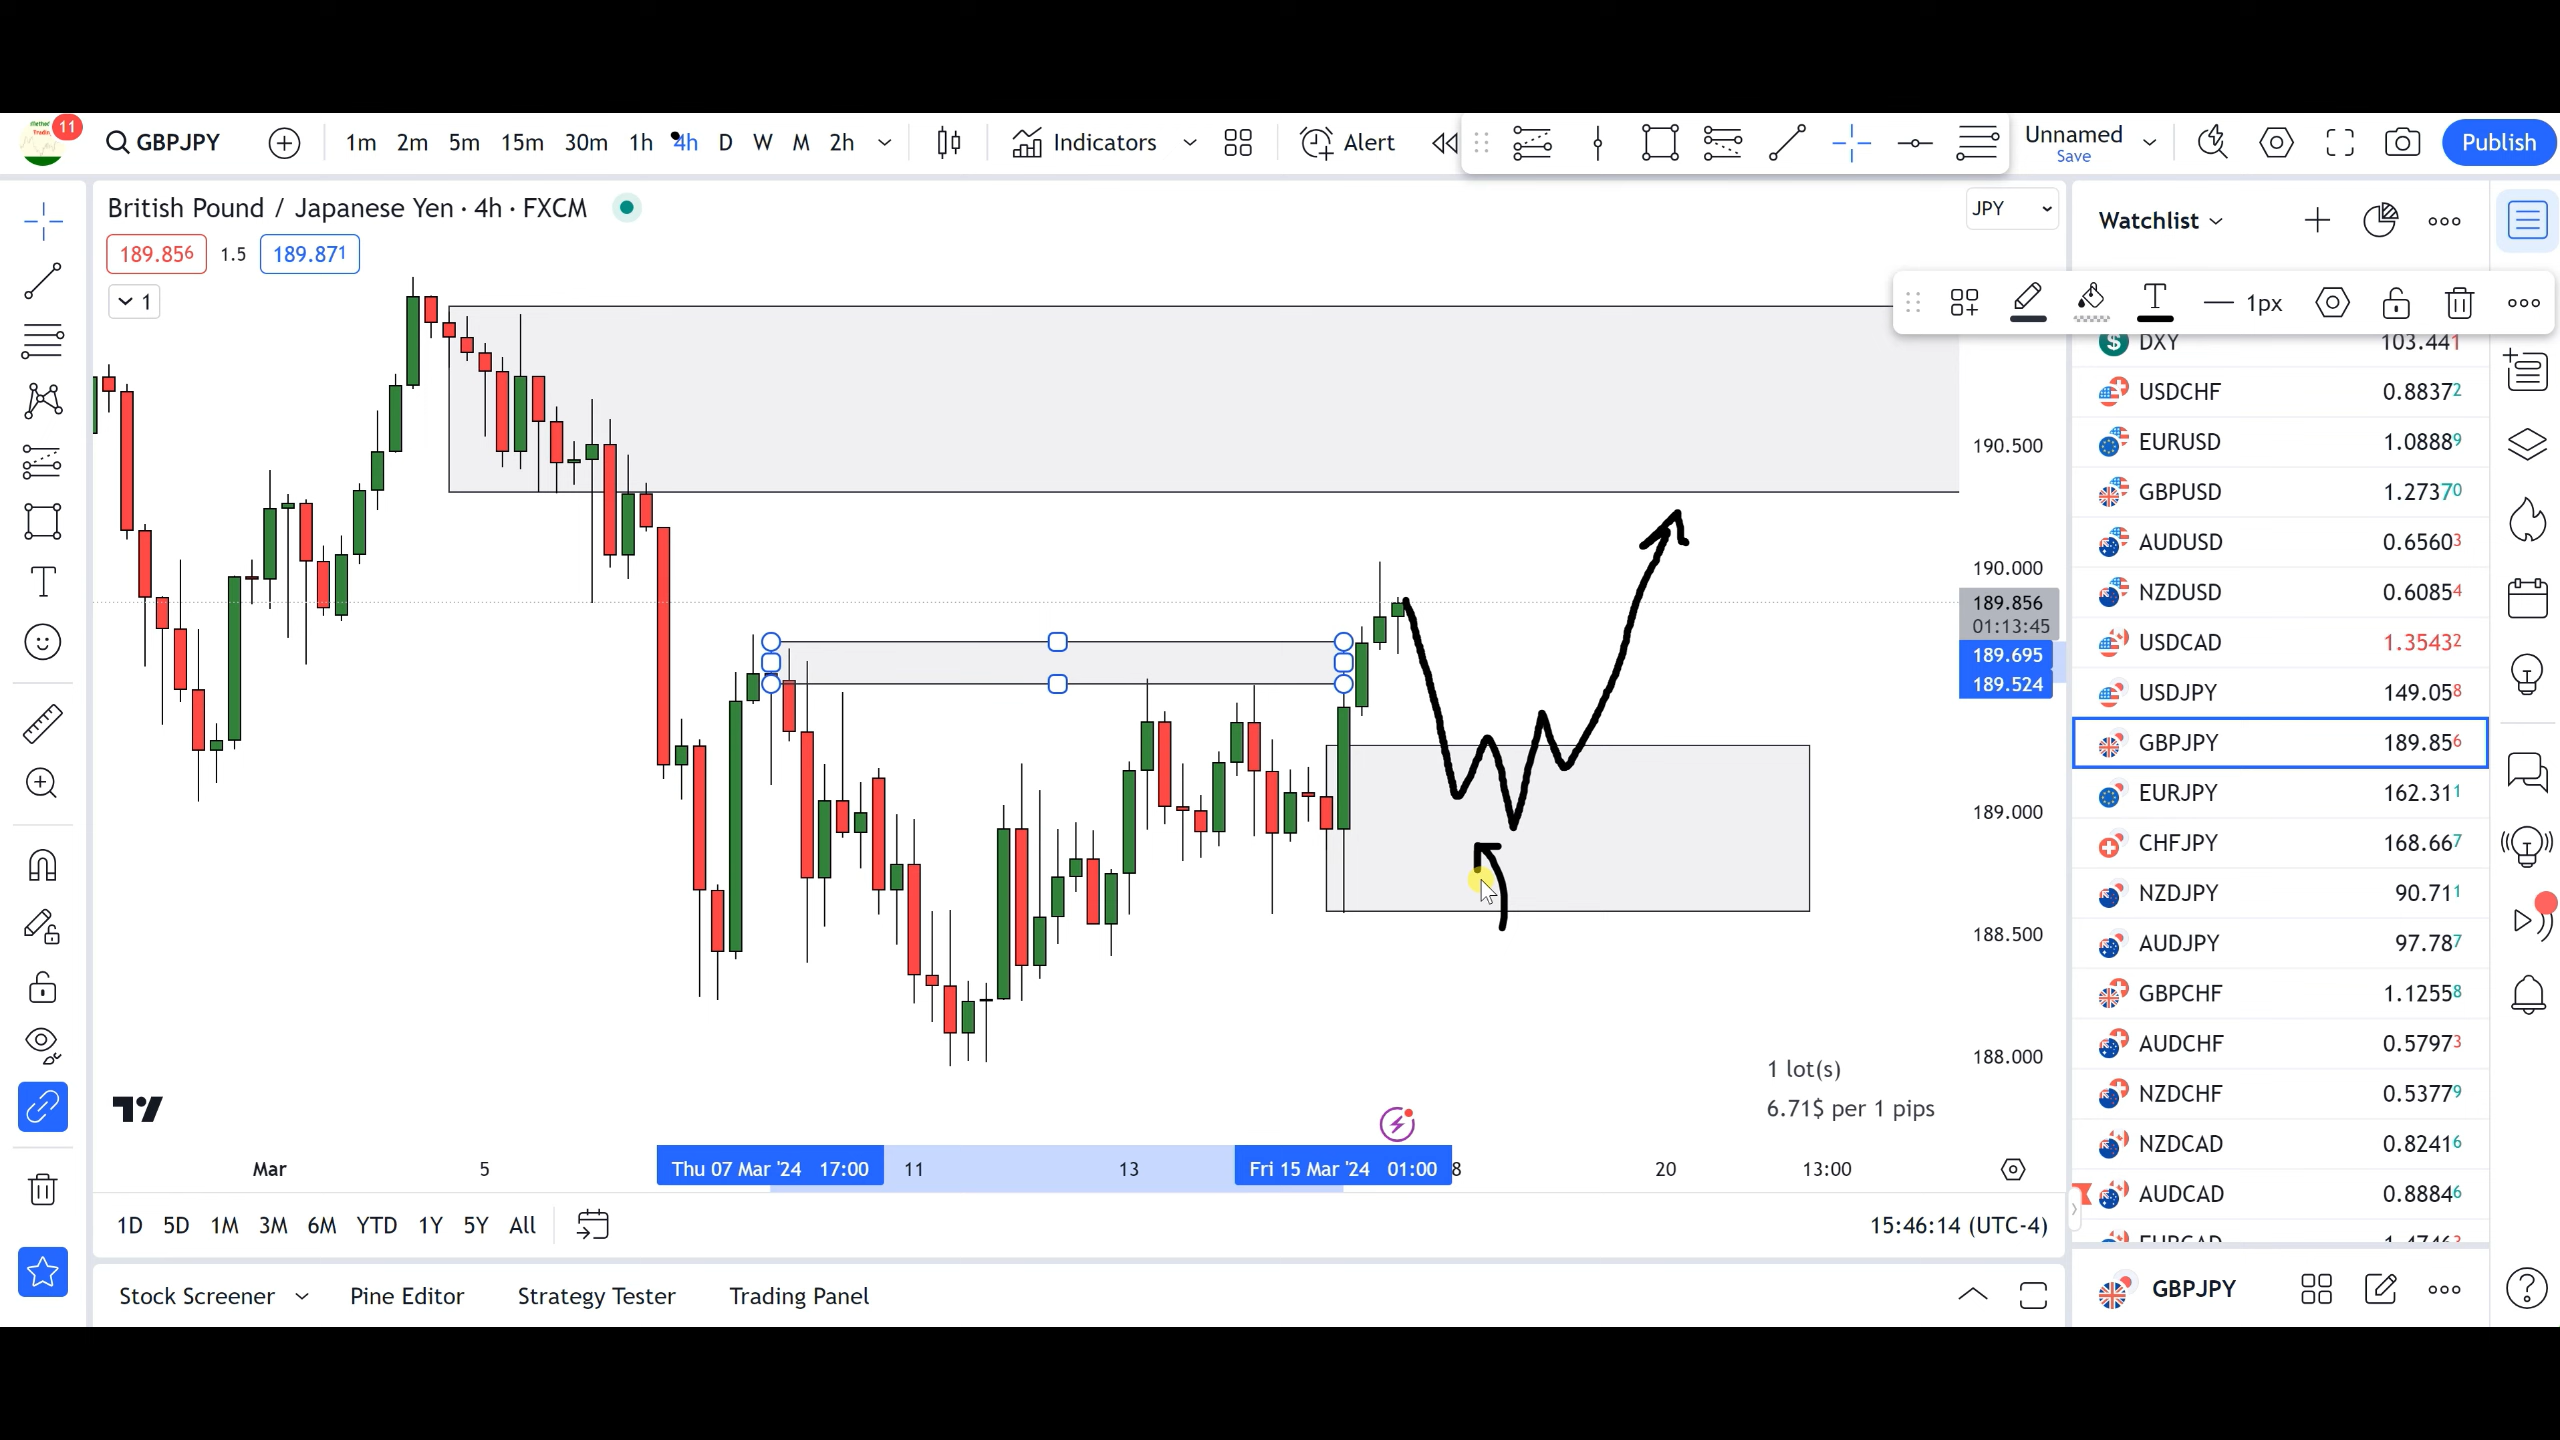 11 GBPJPY 1m 2m 5m 15m 30m 1h 4h D W M 2h Indicators Alert Unnamed Save Publish
British Pound / Japanese Yen · 4h · FXCM
JPY
189.856 1.5 189.871
1
190.500
190.000
189.856
01:13:45
189.695
189.524
189.000
188.500
188.000
1 lot(s)
6.71$ per 1 pips
Mar 5 Thu 07 Mar '24 17:00 11 13 Fri 15 Mar '24 01:00 8 20 13:00
1D 5D 1M 3M 6M YTD 1Y 5Y All 15:46:14 (UTC-4)
Stock Screener Pine Editor Strategy Tester Trading Panel
Watchlist
T 1px
DXY 103.441
USDCHF 0.88372
EURUSD 1.08889
GBPUSD 1.27370
AUDUSD 0.65603
NZDUSD 0.60854
USDCAD 1.35432
USDJPY 149.058
GBPJPY 189.856
EURJPY 162.311
CHFJPY 168.667
NZDJPY 90.711
AUDJPY 97.787
GBPCHF 1.12558
AUDCHF 0.57973
NZDCHF 0.53779
NZDCAD 0.82416
AUDCAD 0.88846
GBPJPY